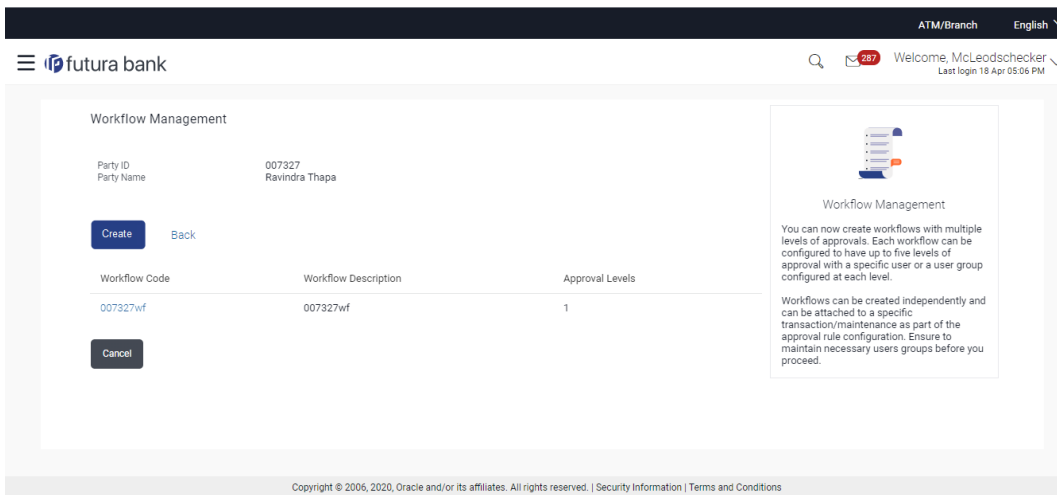 ATM/Branch English
futura bank 287 Welcome, McLeodschecker
Last login 18 Apr 05:06 PM
Workflow Management
Party ID 007327
Party Name Ravindra Thapa
Create Back
Workflow Code Workflow Description Approval Levels
007327wf 007327wf 1
Cancel
Workflow Management
You can now create workflows with multiple
levels of approvals. Each workflow can be
configured to have up to five levels of
approval with a specific user or a user group
configured at each level.
Workflows can be created independently and
can be attached to a specific
transaction/maintenance as part of the
approval rule configuration. Ensure to
maintain necessary users groups before you
proceed.
Copyright © 2006, 2020, Oracle and/or its affiliates. All rights reserved. | Security Information | Terms and Conditions